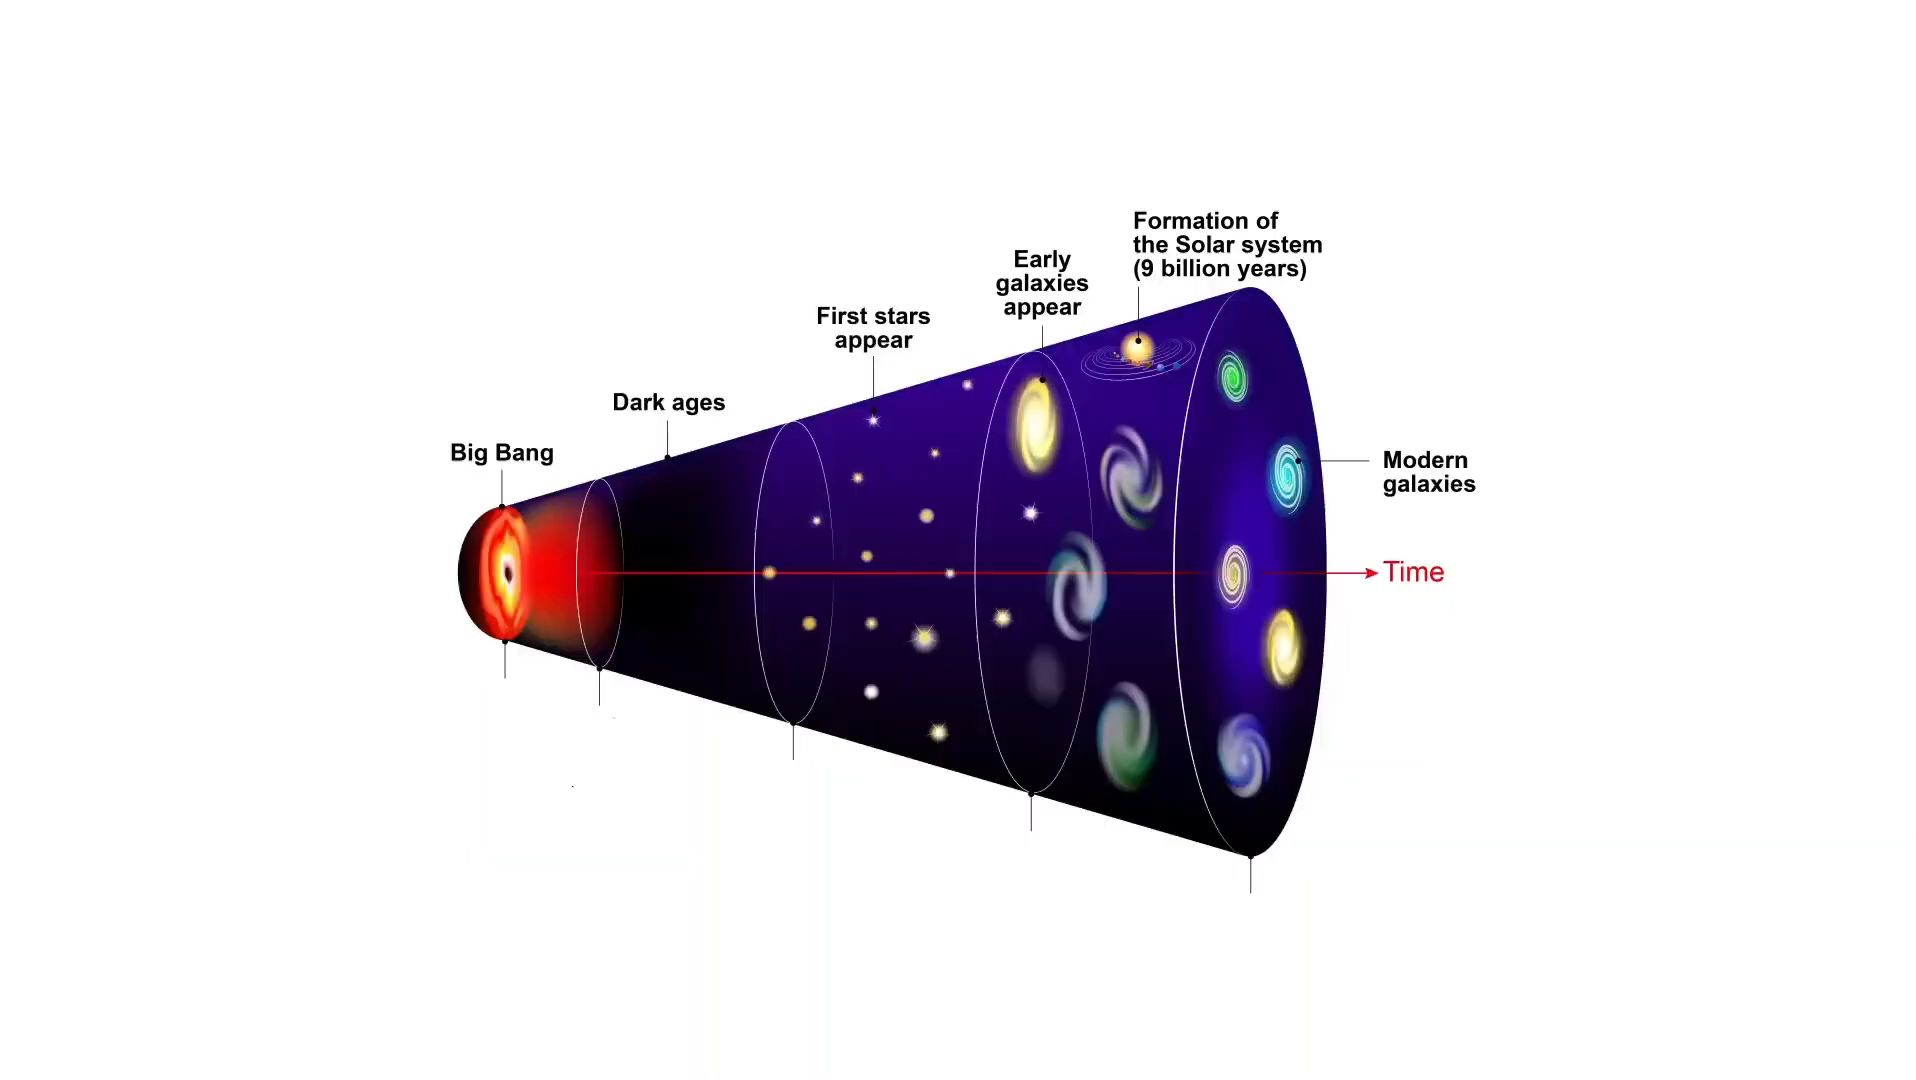 Big Bang
Dark ages
First stars
appear
Early
galaxies
appear
Formation of
the Solar system
(9 billion years)
Modern
galaxies
Time